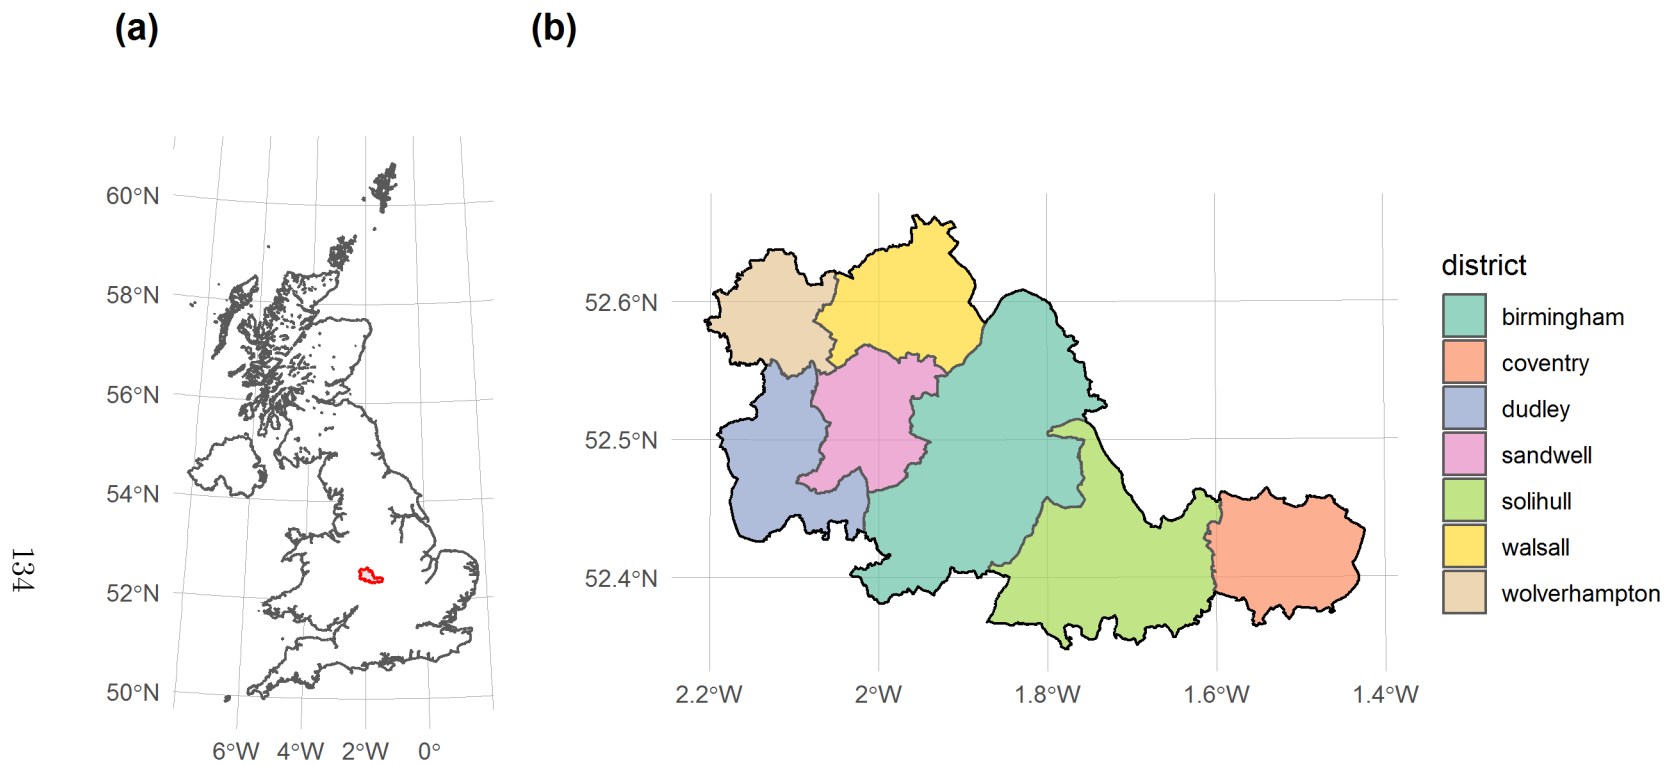 (a)
(b)
60°N
58°N
56°N
54°N
52°N
50°N
6°W 4°W 2°W 0°
52.6°N
52.5°N
52.4°N
2.2°W 2°W 1.8°W 1.6°W 1.4°W
district
birmingham
coventry
dudley
sandwell
solihull
walsall
wolverhampton
134